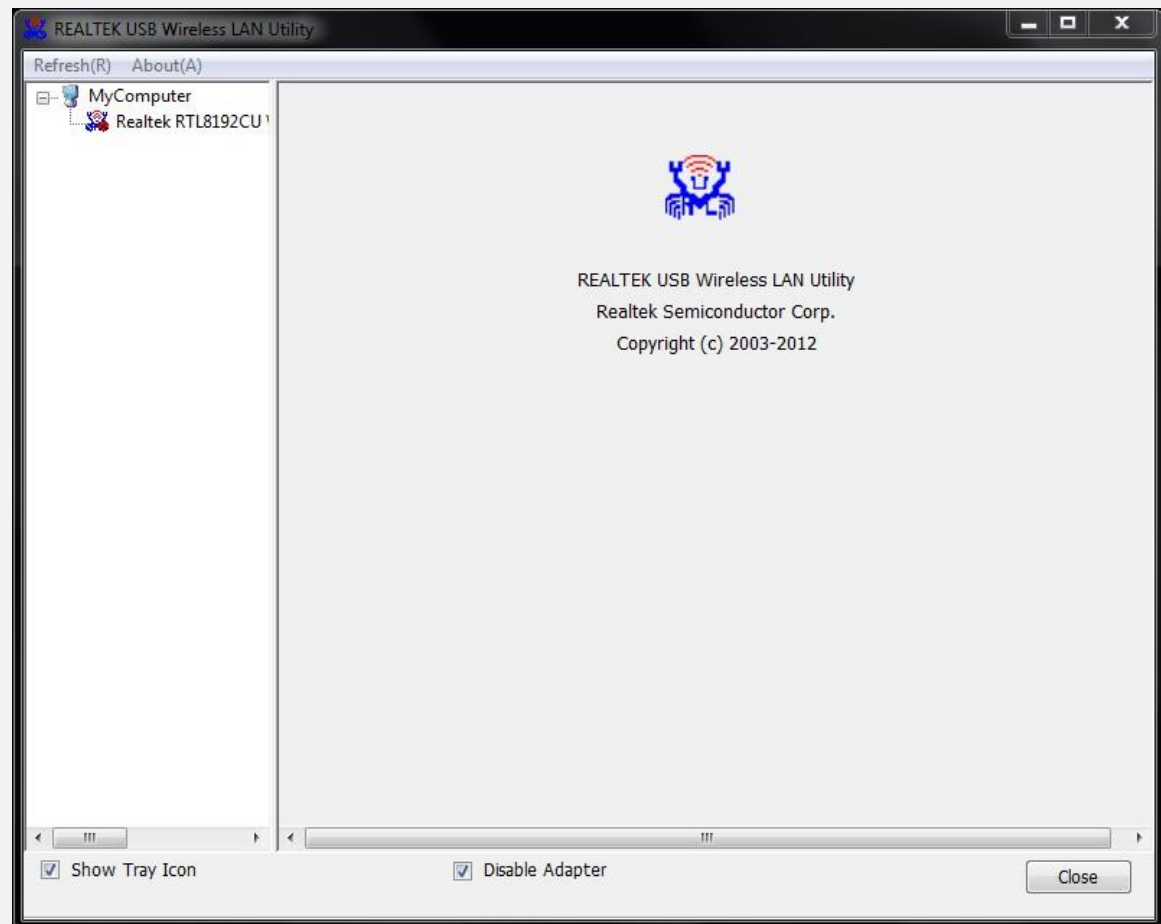 REALTEK USB Wireless LAN Utility
Refresh(R) About(A)
MyComputer
Realtek RTL8192CU
REALTEK USB Wireless LAN Utility
Realtek Semiconductor Corp.
Copyright (c) 2003-2012
Show Tray Icon
Disable Adapter
Close